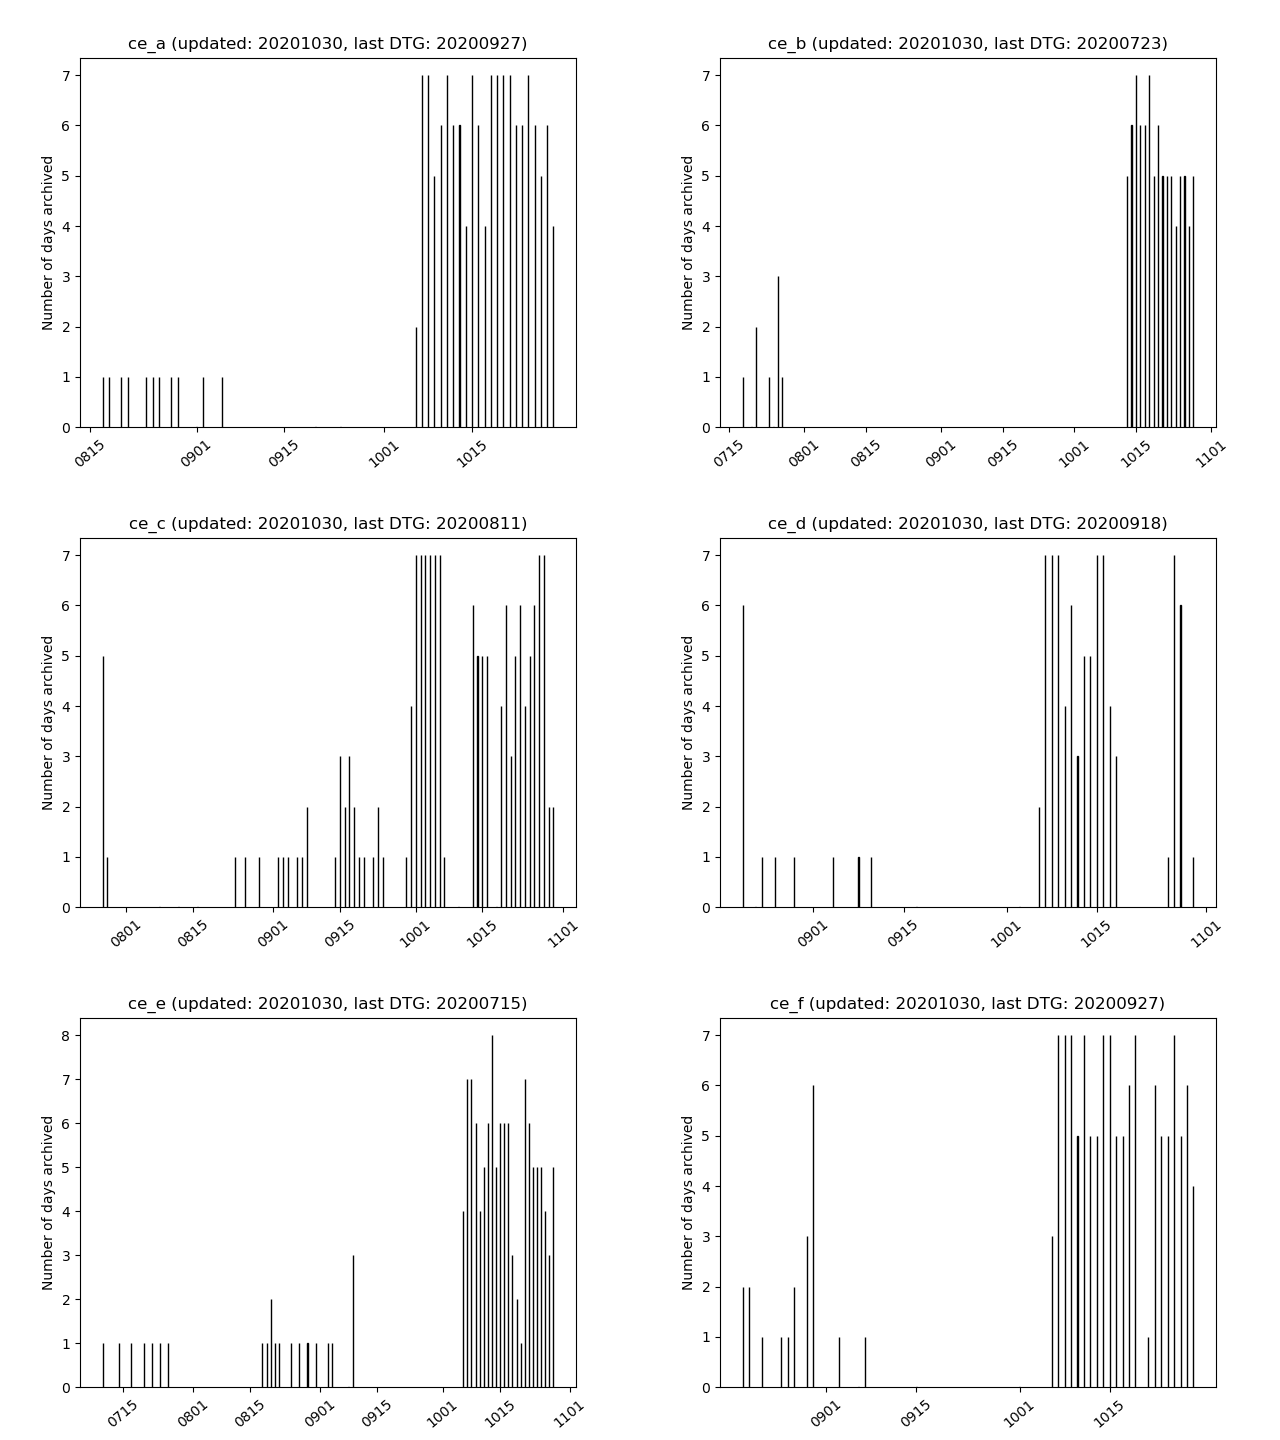 ce_a (updated: 20201030, last DTG: 20200927)
Number of days archived
7
6
5
4
3
2
1
0
0815 0901 0915 1001 1015
ce_b (updated: 20201030, last DTG: 20200723)
Number of days archived
7
6
5
4
3
2
1
0
0715 0801 0815 0901 0915 1001 1015 1101
ce_c (updated: 20201030, last DTG: 20200811)
Number of days archived
7
6
5
4
3
2
1
0
0801 0815 0901 0915 1001 1015 1101
ce_d (updated: 20201030, last DTG: 20200918)
Number of days archived
7
6
5
4
3
2
1
0
0901 0915 1001 1015 1101
ce_e (updated: 20201030, last DTG: 20200715)
Number of days archived
8
7
6
5
4
3
2
1
0
0715 0801 0815 0901 0915 1001 1015 1101
ce_f (updated: 20201030, last DTG: 20200927)
Number of days archived
7
6
5
4
3
2
1
0
0901 0915 1001 1015